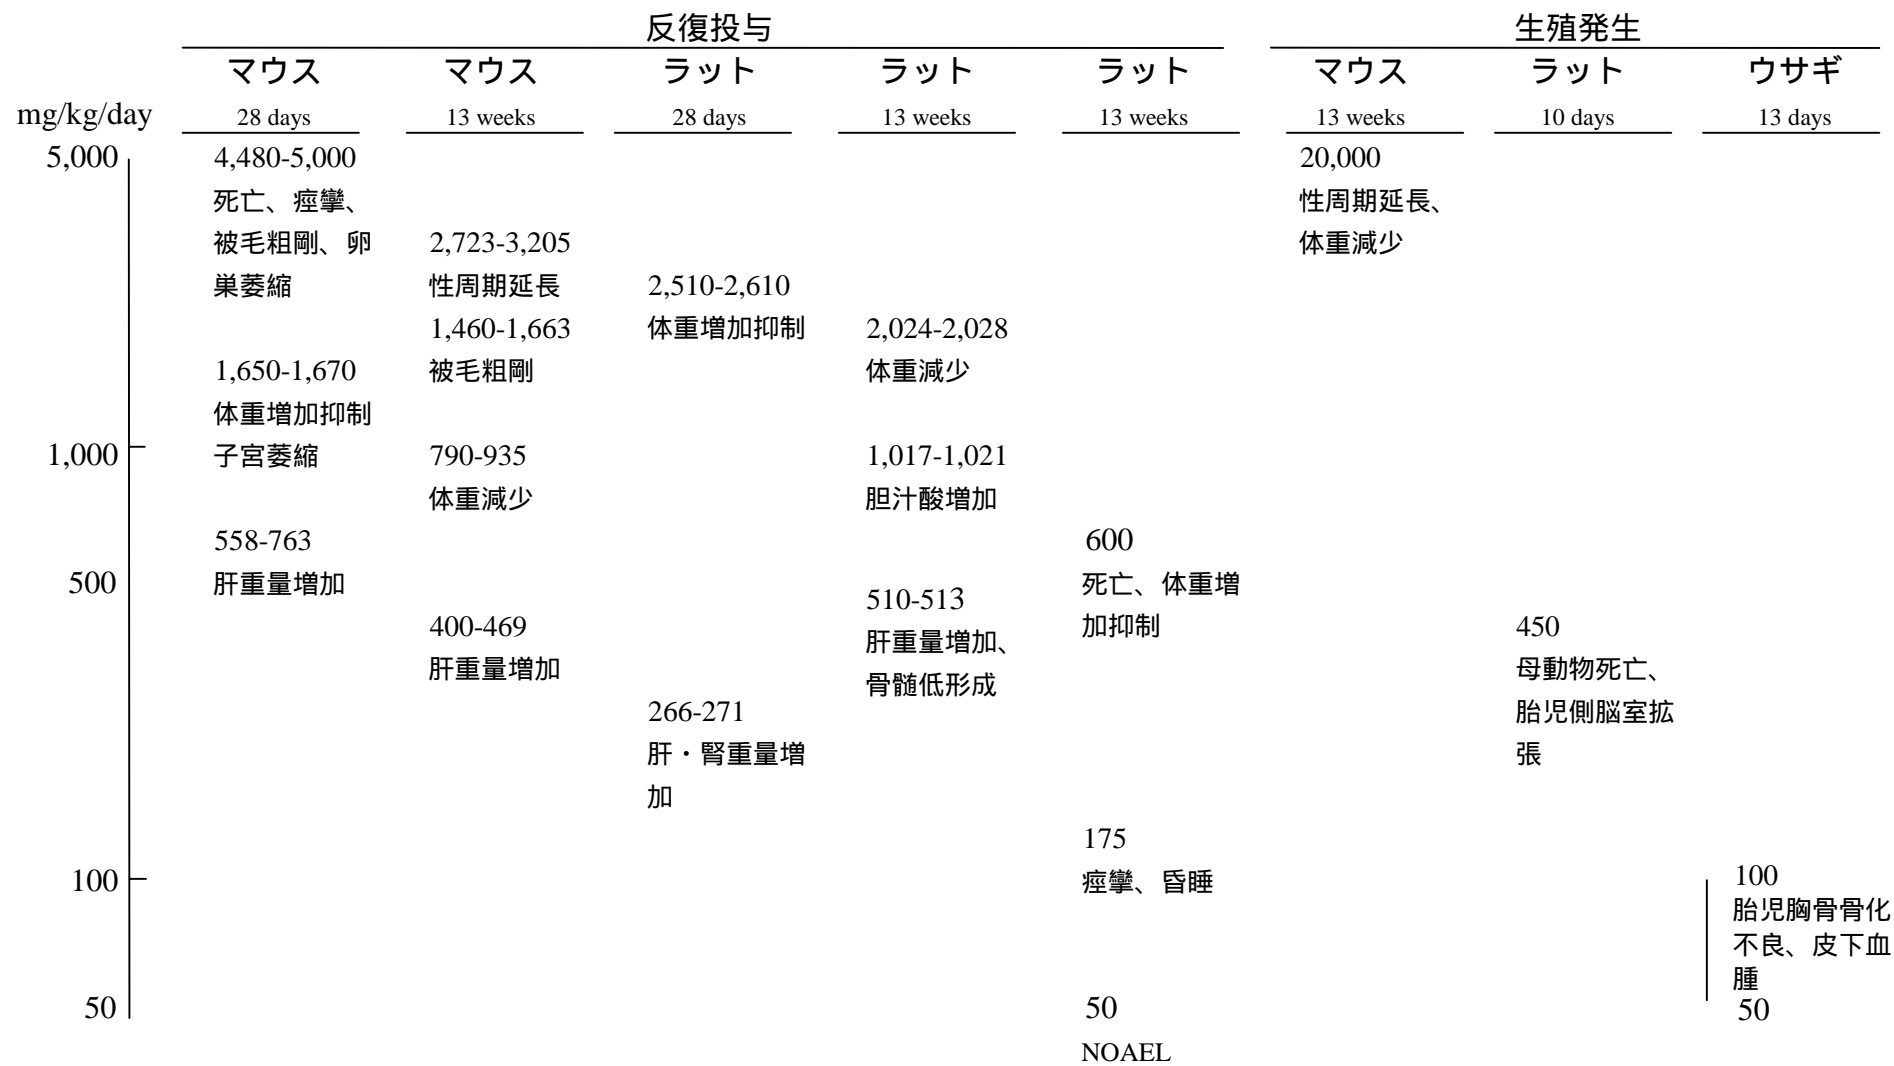 反復投与
生殖発生
マウス
マウス
ラット
ラット
ラット
マウス
ラット
ウサギ
mg/kg/day
28 days
13 weeks
28 days
13 weeks
13 weeks
13 weeks
10 days
13 days
5,000
1,000
500
100
50
4,480-5,000
死亡、痙攣、
被毛粗剛、卵
巣萎縮
1,650-1,670
体重増加抑制
子宮萎縮
558-763
肝重量増加
2,723-3,205
性周期延長
1,460-1,663
被毛粗剛
790-935
体重減少
400-469
肝重量増加
2,510-2,610
体重増加抑制
266-271
肝・腎重量増
加
2,024-2,028
体重減少
1,017-1,021
胆汁酸増加
510-513
肝重量増加、
骨髄低形成
600
死亡、体重増
加抑制
175
痙攣、昏睡
50
NOAEL
20,000
性周期延長、
体重減少
450
母動物死亡、
胎児側脳室拡
張
100
胎児胸骨骨化
不良、皮下血
腫
50